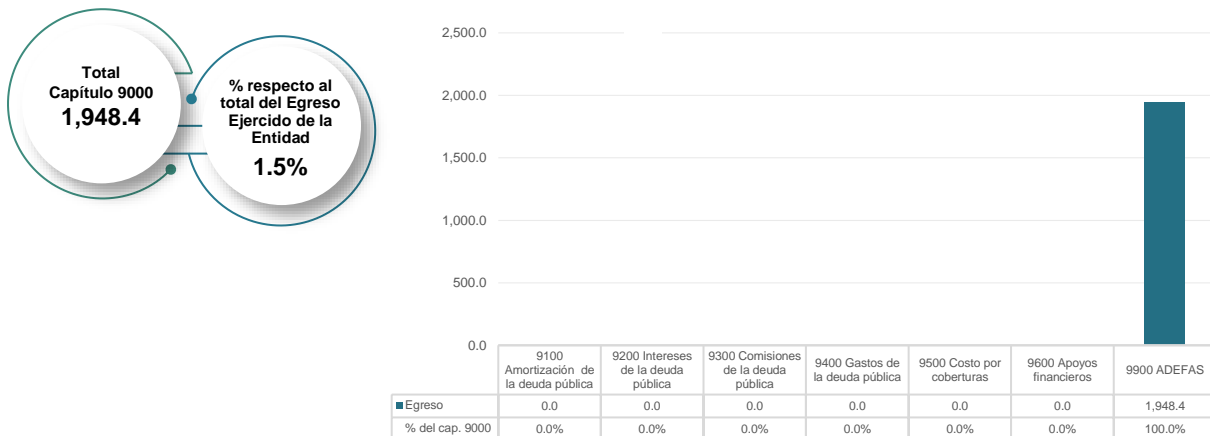 Total
Capítulo 9000
1,948.4
% respecto al
total del Egreso
Ejercido de la
Entidad
1.5%
2,500.0
2,000.0
1,500.0
1,000.0
500.0
0.0
9100
Amortización de
la deuda pública
9200 Intereses
de la deuda
pública
9300 Comisiones
de la deuda
pública
9400 Gastos de
la deuda pública
9500 Costo por
coberturas
9600 Apoyos
financieros
9900 ADEFAS
Egreso 0.0 0.0 0.0 0.0 0.0 0.0 1,948.4
% del cap. 9000 0.0% 0.0% 0.0% 0.0% 0.0% 0.0% 100.0%